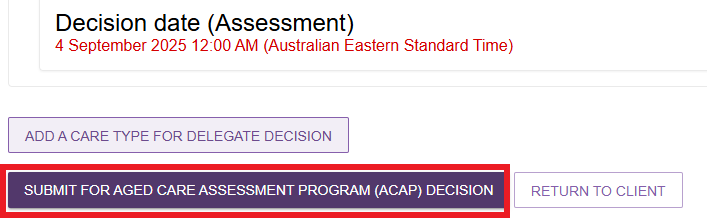 Decision date (Assessment)
4 September 2025 12:00 AM (Australian Eastern Standard Time)
ADD A CARE TYPE FOR DELEGATE DECISION
SUBMIT FOR AGED CARE ASSESSMENT PROGRAM (ACAP) DECISION
RETURN TO CLIENT